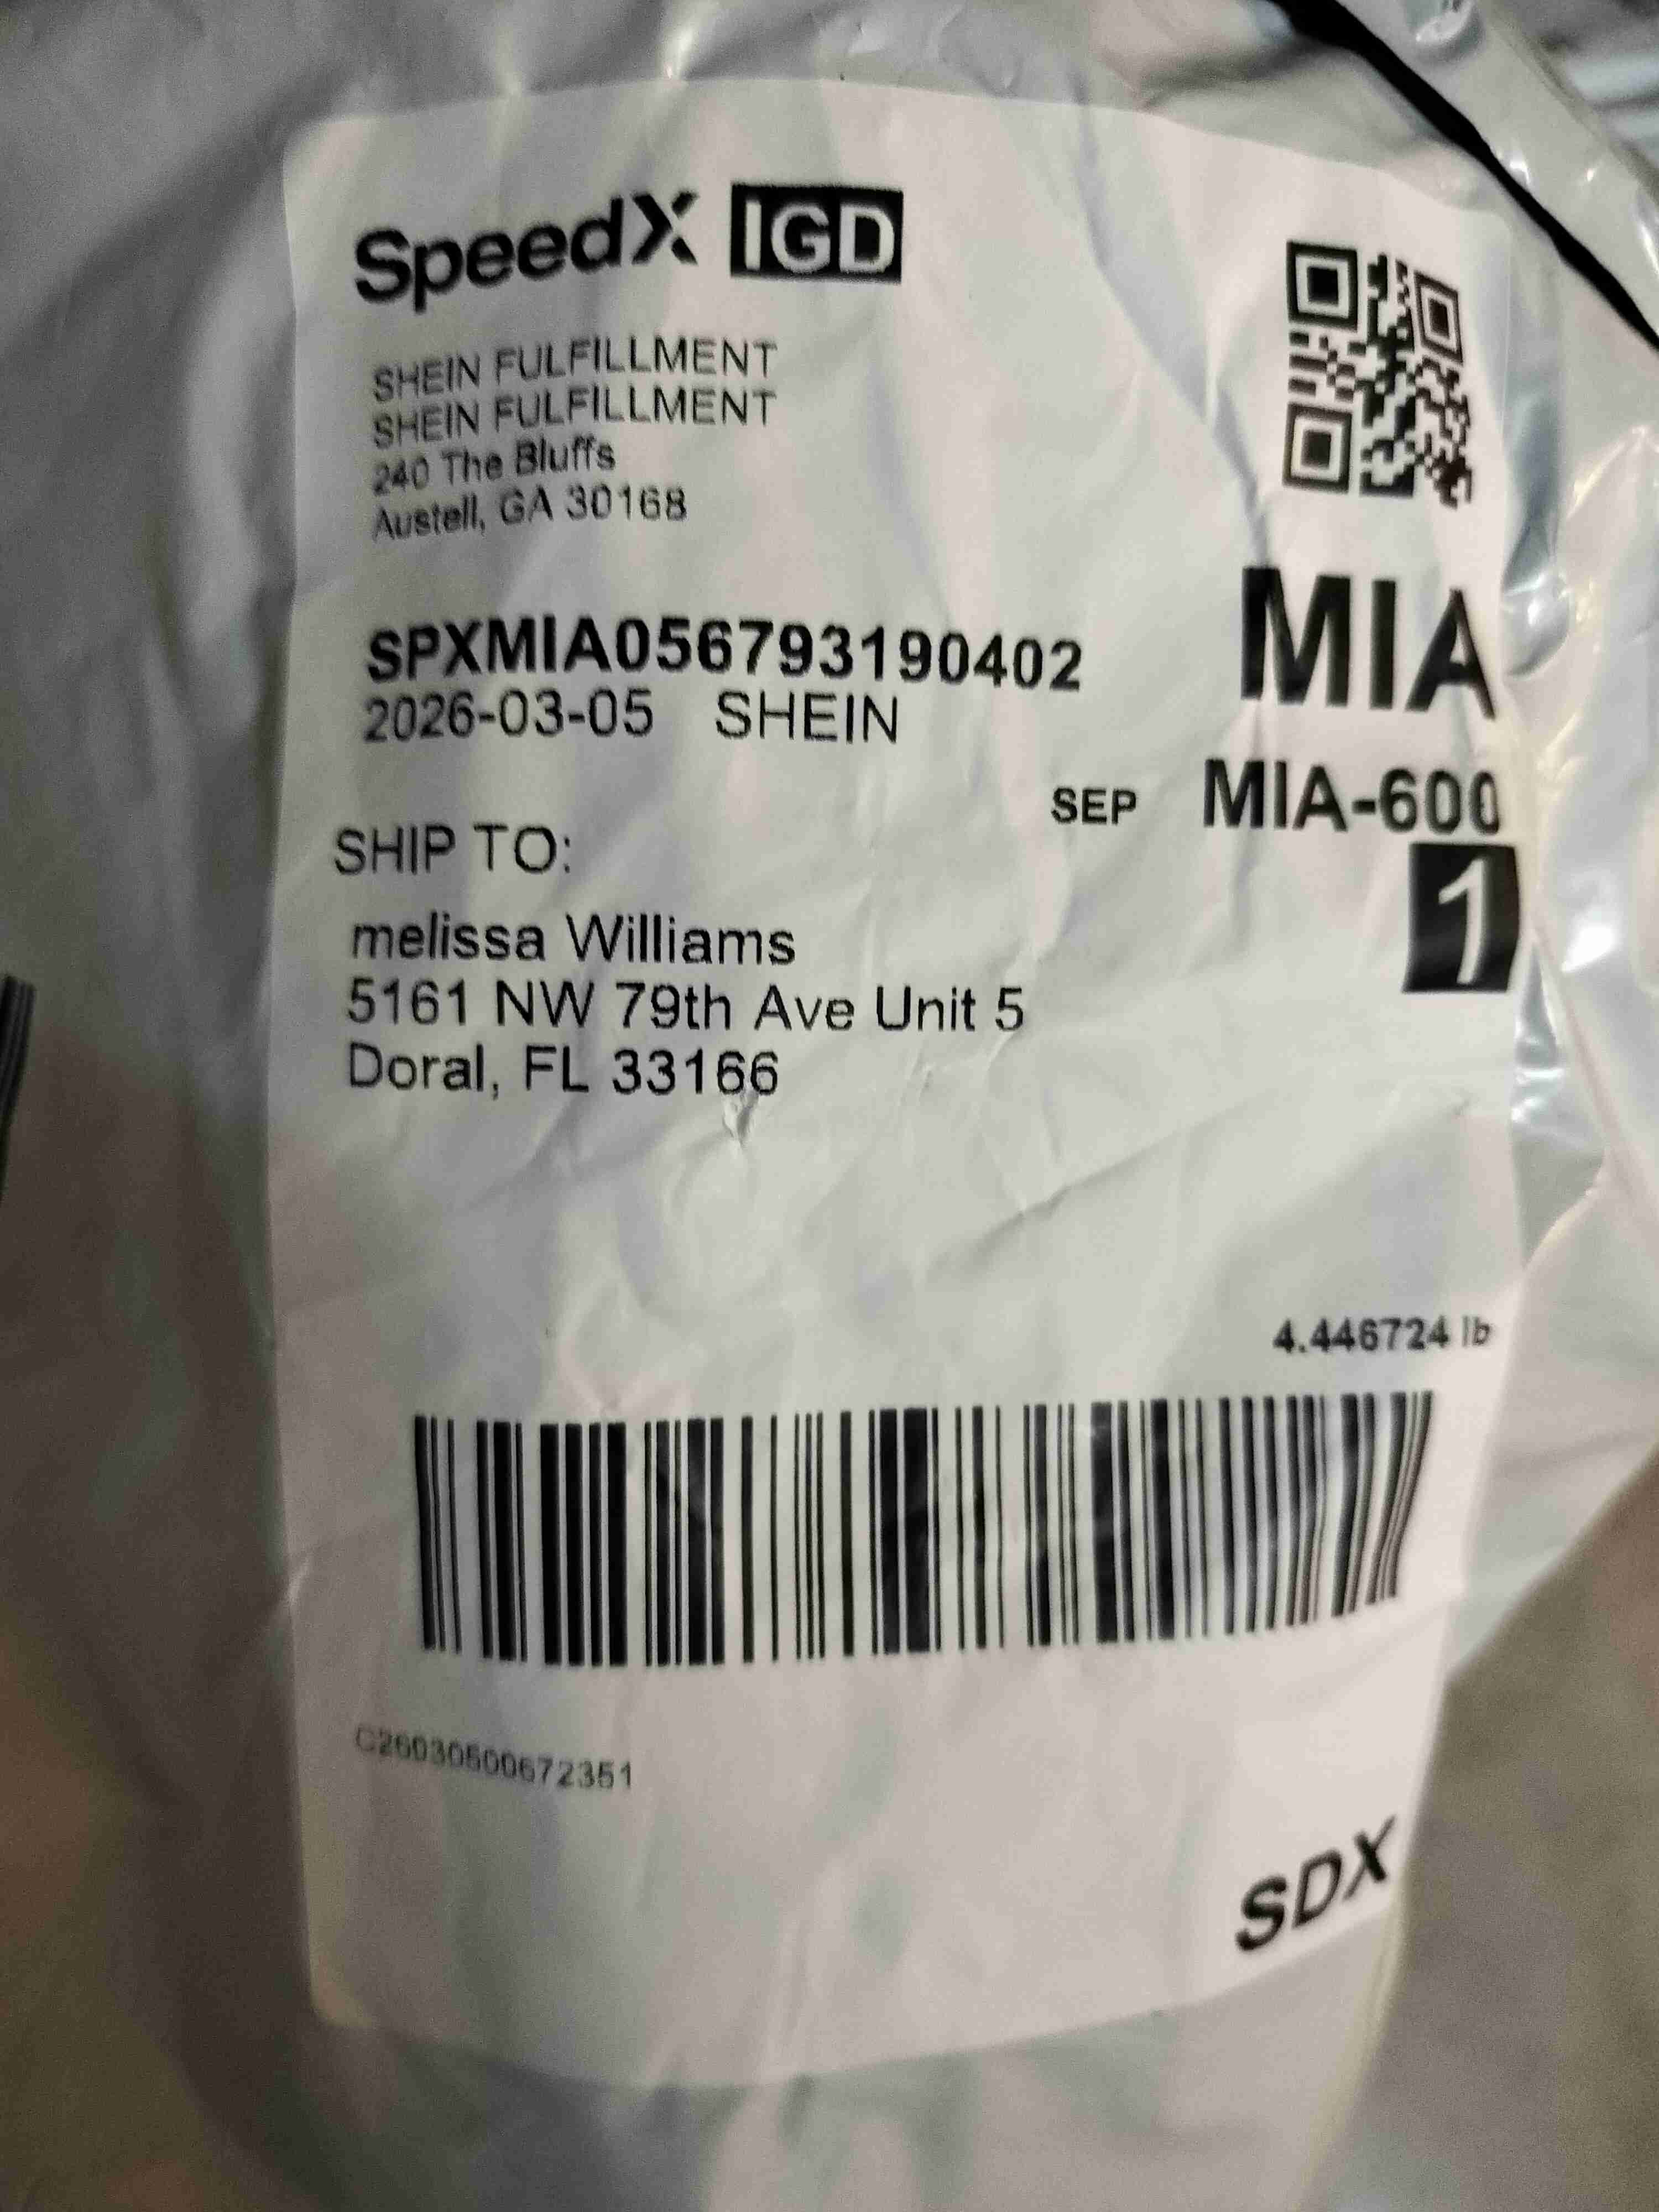 SpeedX IGD
SHEIN FULFILLMENT
SHEIN FULFILLMENT
240 The Bluffs
Austell, GA 30168
SPXMIA056793190402
2026-03-05 SHEIN
MIA
SEP MIA-600
1
SHIP TO:
melissa Williams
5161 NW 79th Ave Unit 5
Doral, FL 33166
4.446724 lb
C26030500672351
SDX